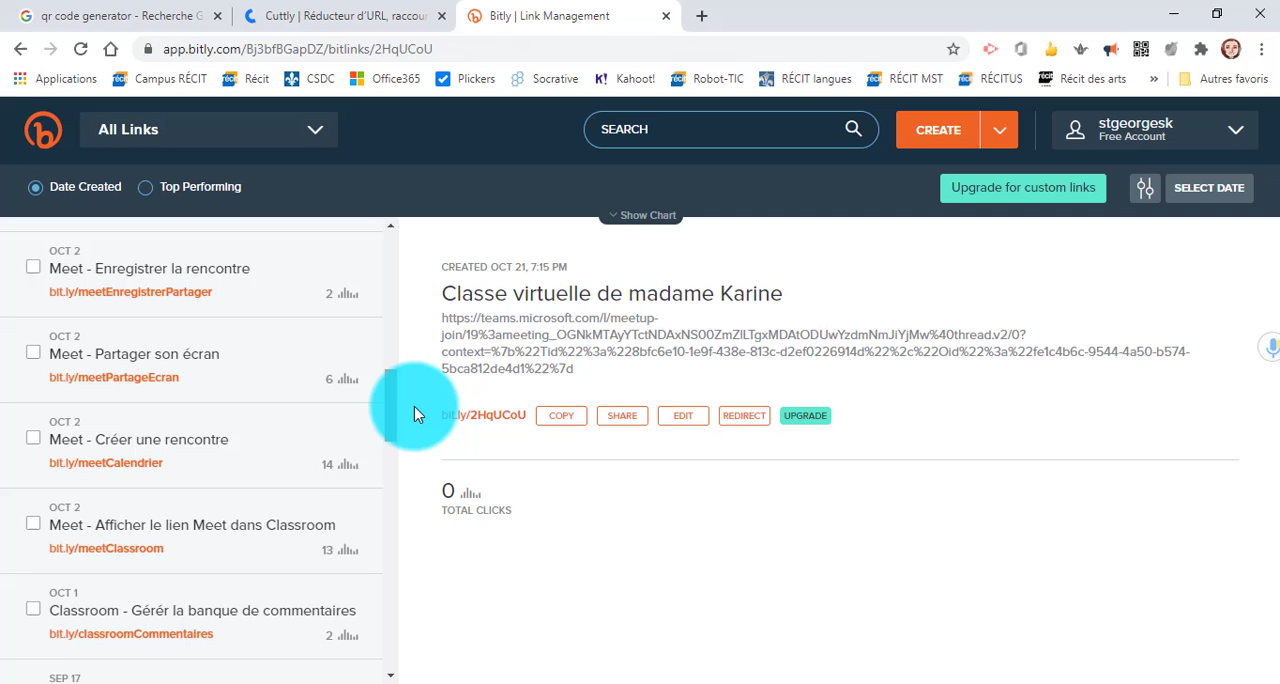 qr code generator - Recherche G
Cuttly | Réducteur d'URL, raccour
Bitly | Link Management
app.bitly.com/Bj3bfBGapDZ/bitlinks/2HqUCoU
Applications
Campus RÉCIT
Récit
CSDC
Office365
Plickers
Socrative
K! Kahoot!
Robot-TIC
RÉCIT langues
RÉCIT MST
RÉCITUS
Récit des arts
»
Autres favoris
All Links
SEARCH
CREATE
stgeorgesk
Free Account
Date Created
Top Performing
Upgrade for custom links
SELECT DATE
Show Chart
OCT 2
Meet - Enregistrer la rencontre
bit.ly/meetEnregistrerPartager
2
OCT 2
Meet - Partager son écran
bit.ly/meetPartageEcran
6
OCT 2
Meet - Créer une rencontre
bit.ly/meetCalendrier
14
OCT 2
Meet - Afficher le lien Meet dans Classroom
bit.ly/meetClassroom
13
OCT 1
Classroom - Gérér la banque de commentaires
bit.ly/classroomCommentaires
2
SEP 17
CREATED OCT 21, 7:15 PM
Classe virtuelle de madame Karine
https://teams.microsoft.com/l/meetup-
join/19%3ameeting_OGNkMTAyYTctNDAxNS00ZmZlLTgxMDAtODUwYzdmNmJiYjMw%40thread.v2/0?
context=%7b%22Tid%22%3a%228bfc6e10-1e9f-438e-813c-d2ef0226914d%22%2c%22Oid%22%3a%22fe1c4b6c-9544-4a50-b574-
5bca812de4d1%22%7d
bit.ly/2HqUCoU
COPY
SHARE
EDIT
REDIRECT
UPGRADE
0
TOTAL CLICKS